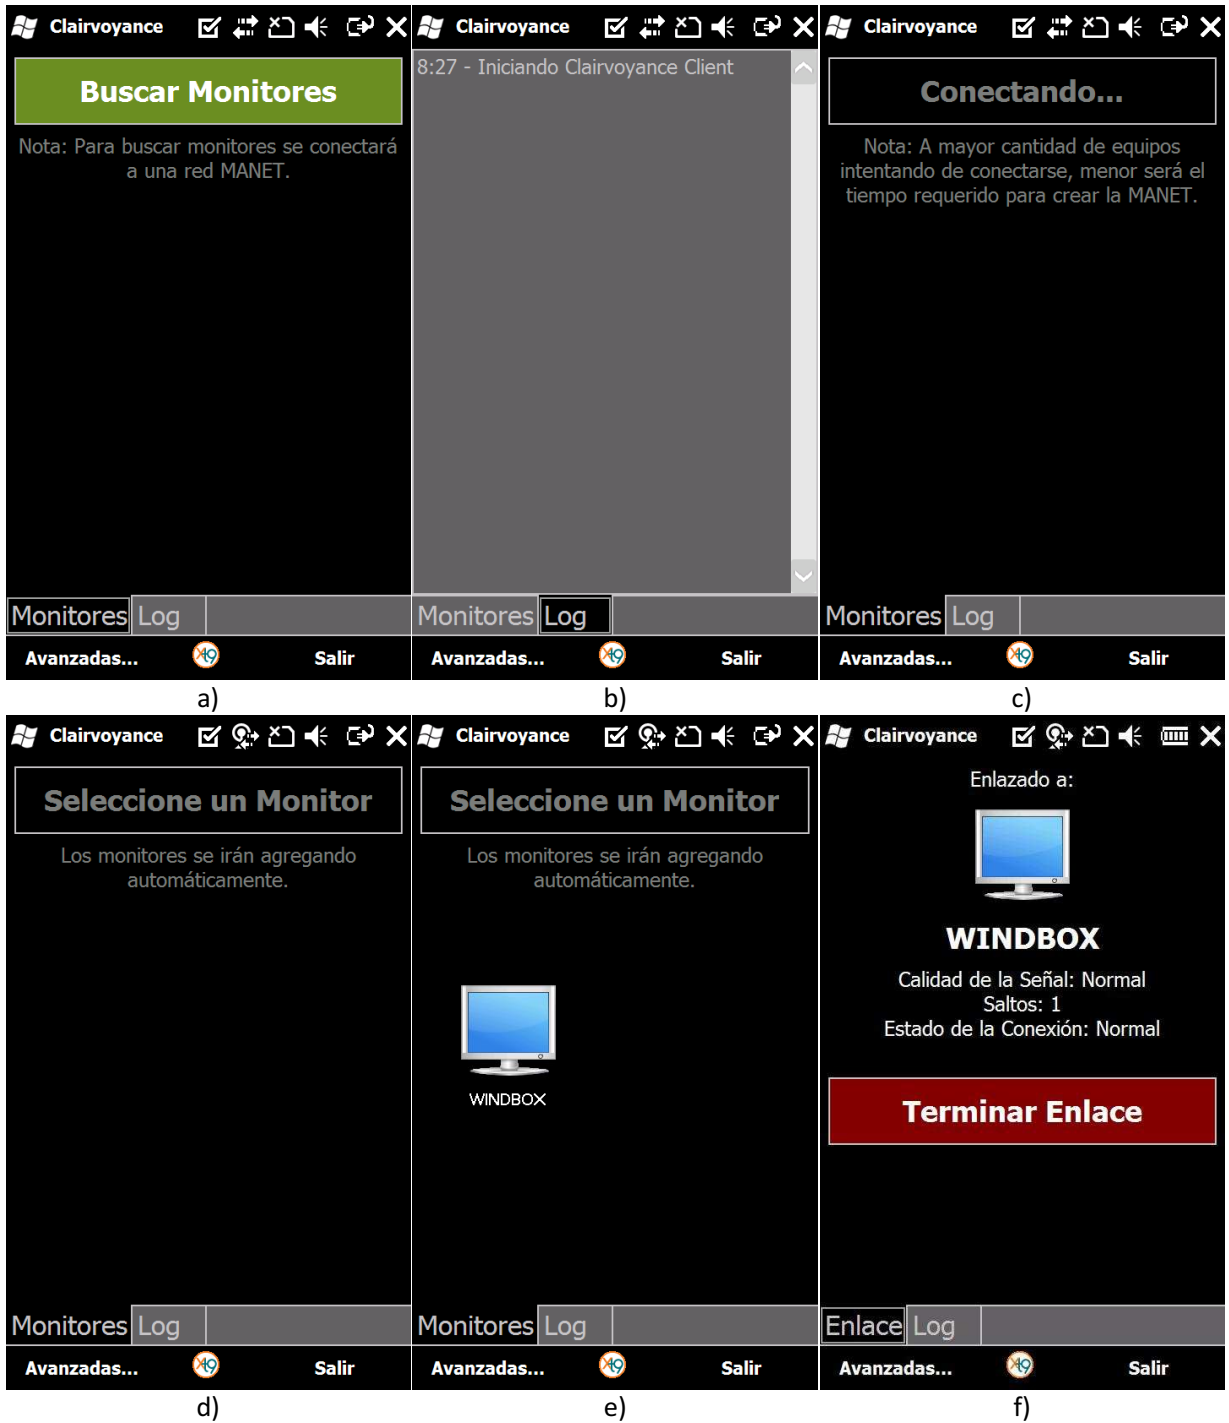 Clairvoyance
Buscar Monitores
Nota: Para buscar monitores se conectará
a una red MANET.
Monitores Log
Avanzadas... Salir
a)
Clairvoyance
8:27 - Iniciando Clairvoyance Client
Monitores Log
Avanzadas... Salir
b)
Clairvoyance
Conectando...
Nota: A mayor cantidad de equipos
intentando de conectarse, menor será el
tiempo requerido para crear la MANET.
Monitores Log
Avanzadas... Salir
c)
Clairvoyance
Seleccione un Monitor
Los monitores se irán agregando
automáticamente.
Monitores Log
Avanzadas... Salir
d)
Clairvoyance
Seleccione un Monitor
Los monitores se irán agregando
automáticamente.
WINDBOX
Monitores Log
Avanzadas... Salir
e)
Clairvoyance
Enlazado a:
WINDBOX
Calidad de la Señal: Normal
Saltos: 1
Estado de la Conexión: Normal
Terminar Enlace
Enlace Log
Avanzadas... Salir
f)